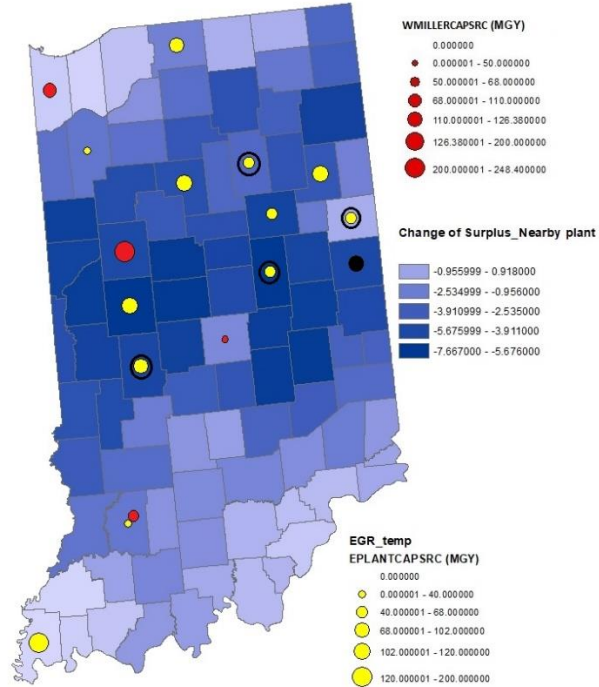 WMILLERCAPSRC (MGY)
0.000000
0.000001 - 50.000000
50.000001 - 68.000000
68.000001 - 110.000000
110.000001 - 126.380000
126.380001 - 200.000000
200.000001 - 248.400000
Change of Surplus_Nearby plant
-0.955999 - 0.918000
-2.534999 - -0.956000
-3.910999 - -2.535000
-5.675999 - -3.911000
-7.667000 - -5.676000
EGR_temp
EPLANTCAPSRC (MGY)
0.000000
0.000001 - 40.000000
40.000001 - 68.000000
68.000001 - 102.000000
102.000001 - 120.000000
120.000001 - 200.000000